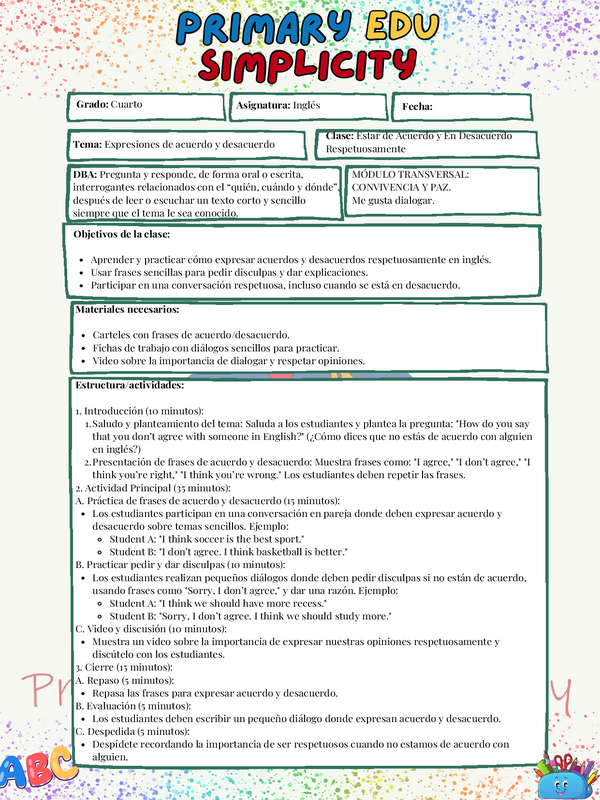 PRIMARY EDU
SIMPLICITY
Grado: Cuarto
Asignatura: Inglés
Fecha:
Tema: Expresiones de acuerdo y desacuerdo
Clase: Estar de Acuerdo y En Desacuerdo
Respetuosamente
DBA: Pregunta y responde, de forma oral o escrita,
interrogantes relacionados con el “quién, cuándo y dónde”,
después de leer o escuchar un texto corto y sencillo
siempre que el tema le sea conocido.
MÓDULO TRANSVERSAL:
CONVIVENCIA Y PAZ.
Me gusta dialogar.
Objetivos de la clase:
• Aprender y practicar cómo expresar acuerdos y desacuerdos respetuosamente en inglés.
• Usar frases sencillas para pedir disculpas y dar explicaciones.
• Participar en una conversación respetuosa, incluso cuando se está en desacuerdo.
Materiales necesarios:
• Carteles con frases de acuerdo/desacuerdo.
• Fichas de trabajo con diálogos sencillos para practicar.
• Video sobre la importancia de dialogar y respetar opiniones.
Estructura/actividades:
1. Introducción (10 minutos):
1. Saludo y planteamiento del tema: Saluda a los estudiantes y plantea la pregunta: "How do you say
that you don’t agree with someone in English?" (¿Cómo dices que no estás de acuerdo con alguien
en inglés?)
2. Presentación de frases de acuerdo y desacuerdo: Muestra frases como: "I agree," "I don’t agree," "I
think you’re right," "I think you’re wrong." Los estudiantes deben repetir las frases.
2. Actividad Principal (35 minutos):
A. Práctica de frases de acuerdo y desacuerdo (15 minutos):
• Los estudiantes participan en una conversación en pareja donde deben expresar acuerdo y
desacuerdo sobre temas sencillos. Ejemplo:
◦ Student A: "I think soccer is the best sport."
◦ Student B: "I don’t agree. I think basketball is better."
B. Practicar pedir y dar disculpas (10 minutos):
• Los estudiantes realizan pequeños diálogos donde deben pedir disculpas si no están de acuerdo,
usando frases como "Sorry, I don’t agree," y dar una razón. Ejemplo:
◦ Student A: "I think we should have more recess."
◦ Student B: "Sorry, I don’t agree. I think we should study more."
C. Video y discusión (10 minutos):
• Muestra un video sobre la importancia de expresar nuestras opiniones respetuosamente y
discútelo con los estudiantes.
3. Cierre (15 minutos):
A. Repaso (5 minutos):
• Repasa las frases para expresar acuerdo y desacuerdo.
B. Evaluación (5 minutos):
• Los estudiantes deben escribir un pequeño diálogo donde expresan acuerdo y desacuerdo.
C. Despedida (5 minutos):
• Despídete recordando la importancia de ser respetuosos cuando no estamos de acuerdo con
alguien.
ABC